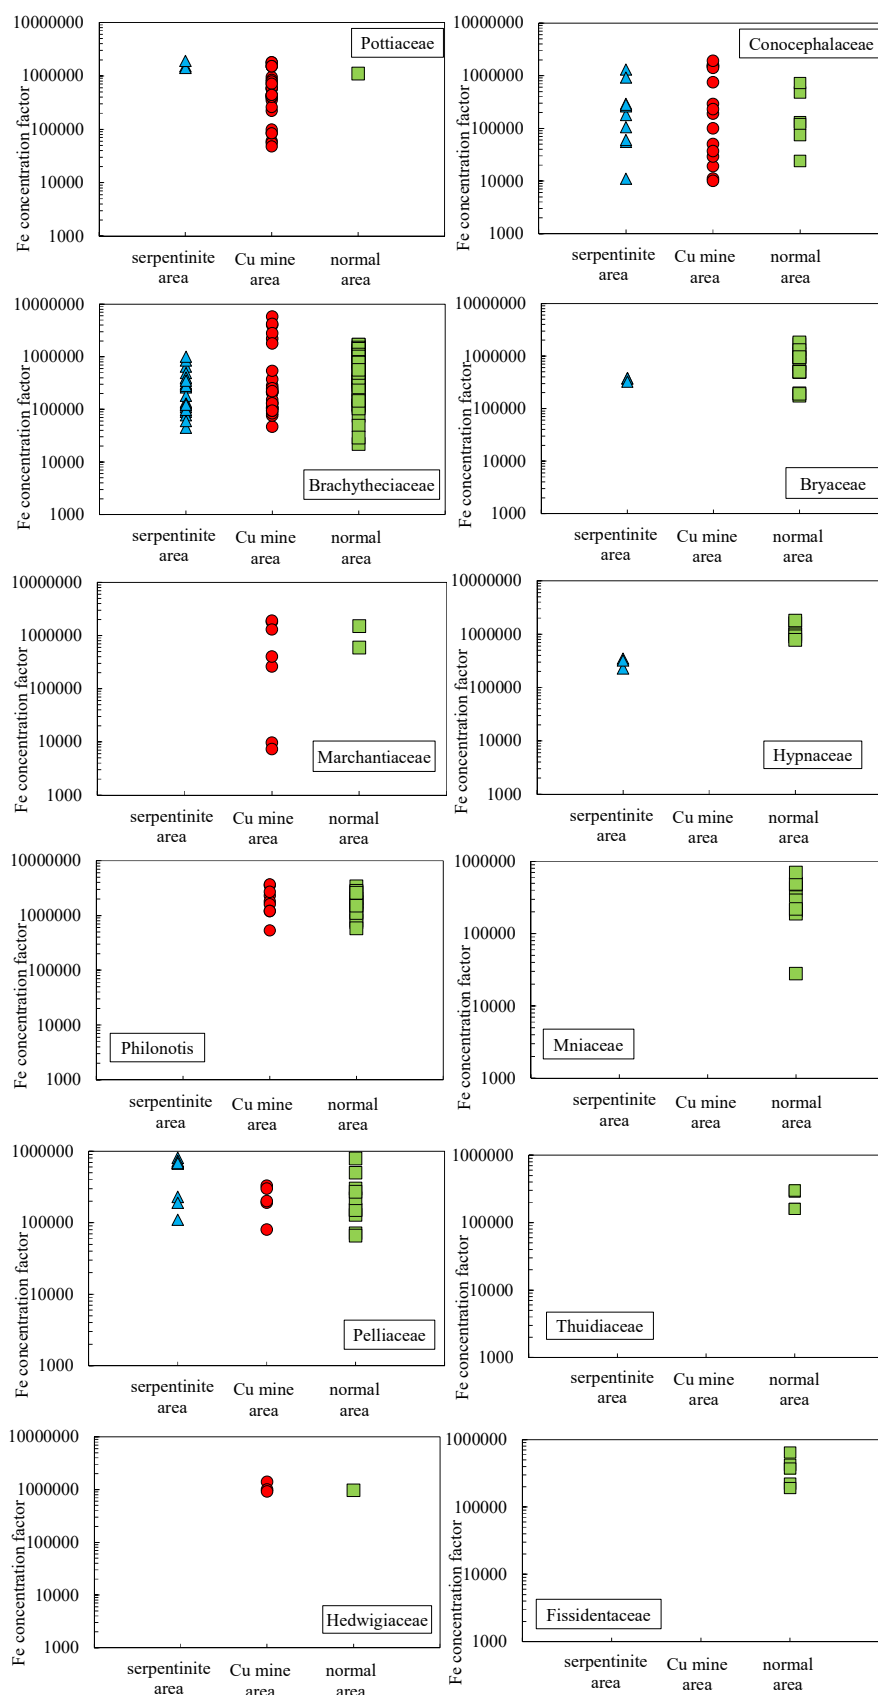 Fe concentration factor
10000000
1000000
100000
10000
1000
Pottiaceae
serpentinite
area
Cu mine
area
normal
area
Fe concentration factor
10000000
1000000
100000
10000
1000
Conocephalaceae
serpentinite
area
Cu mine
area
normal
area
Fe concentration factor
10000000
1000000
100000
10000
1000
Brachytheciaceae
serpentinite
area
Cu mine
area
normal
area
Fe concentration factor
10000000
1000000
100000
10000
1000
Bryaceae
serpentinite
area
Cu mine
area
normal
area
Fe concentration factor
10000000
1000000
100000
10000
1000
Marchantiaceae
serpentinite
area
Cu mine
area
normal
area
Fe concentration factor
10000000
1000000
100000
10000
1000
Hypnaceae
serpentinite
area
Cu mine
area
normal
area
Fe concentration factor
10000000
1000000
100000
10000
1000
Philonotis
serpentinite
area
Cu mine
area
normal
area
Fe concentration factor
1000000
100000
10000
1000
Mniaceae
serpentinite
area
Cu mine
area
normal
area
Fe concentration factor
1000000
100000
10000
1000
Pelliaceae
serpentinite
area
Cu mine
area
normal
area
Fe concentration factor
1000000
100000
10000
1000
Thuidiaceae
serpentinite
area
Cu mine
area
normal
area
Fe concentration factor
10000000
1000000
100000
10000
1000
Hedwigiaceae
serpentinite
area
Cu mine
area
normal
area
Fe concentration factor
1000000
100000
10000
1000
Fissidentaceae
serpentinite
area
Cu mine
area
normal
area